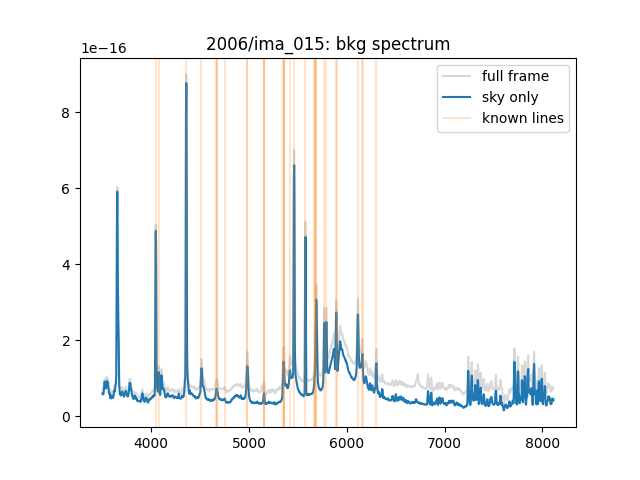 2006/ima_015: bkg spectrum
1e−16
full frame
sky only
known lines
8
6
4
2
0
4000 5000 6000 7000 8000